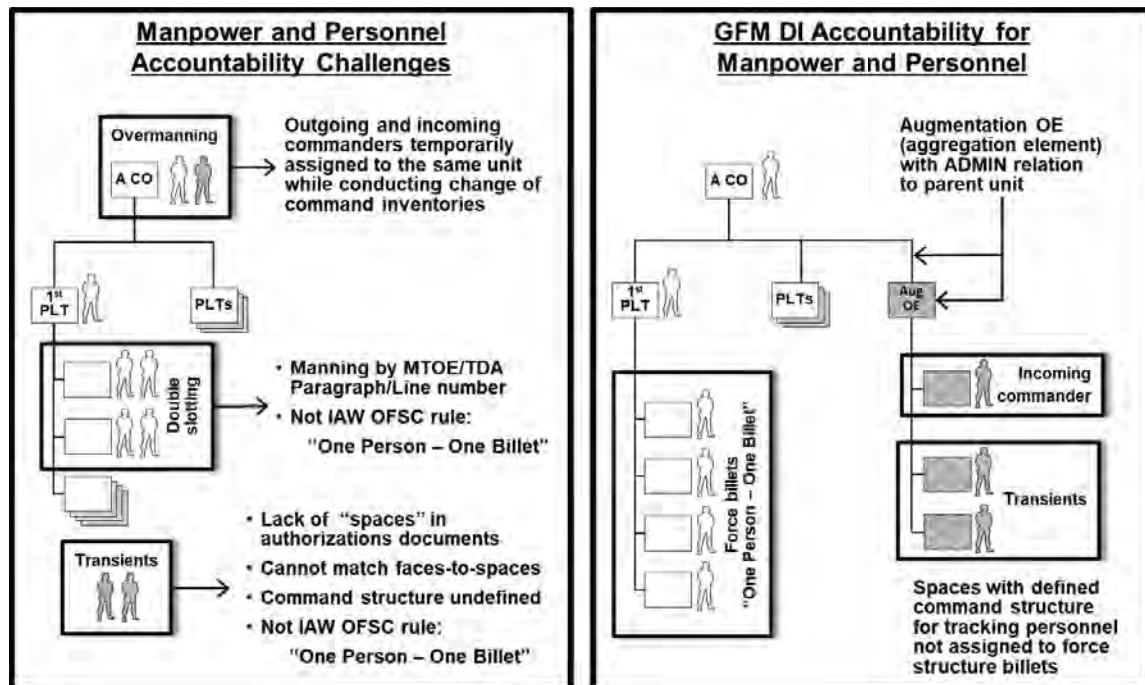 Manpower and Personnel
Accountability Challenges
Overmanning
A CO
Outgoing and incoming
commanders temporarily
assigned to the same unit
while conducting change of
command inventories
1st
PLT
PLTs
Double
slotting
• Manning by MTOE/TDA
Paragraph/Line number
• Not IAW OFSC rule:
"One Person – One Billet"
• Lack of "spaces" in
authorizations documents
• Cannot match faces-to-spaces
• Command structure undefined
• Not IAW OFSC rule:
"One Person – One Billet"
Transients
GFM DI Accountability for
Manpower and Personnel
Augmentation OE
(aggregation element)
with ADMIN relation
to parent unit
A CO
1st
PLT
PLTs
Aug
OE
Force billets
"One Person – One Billet"
Incoming
commander
Transients
Spaces with defined
command structure
for tracking personnel
not assigned to force
structure billets